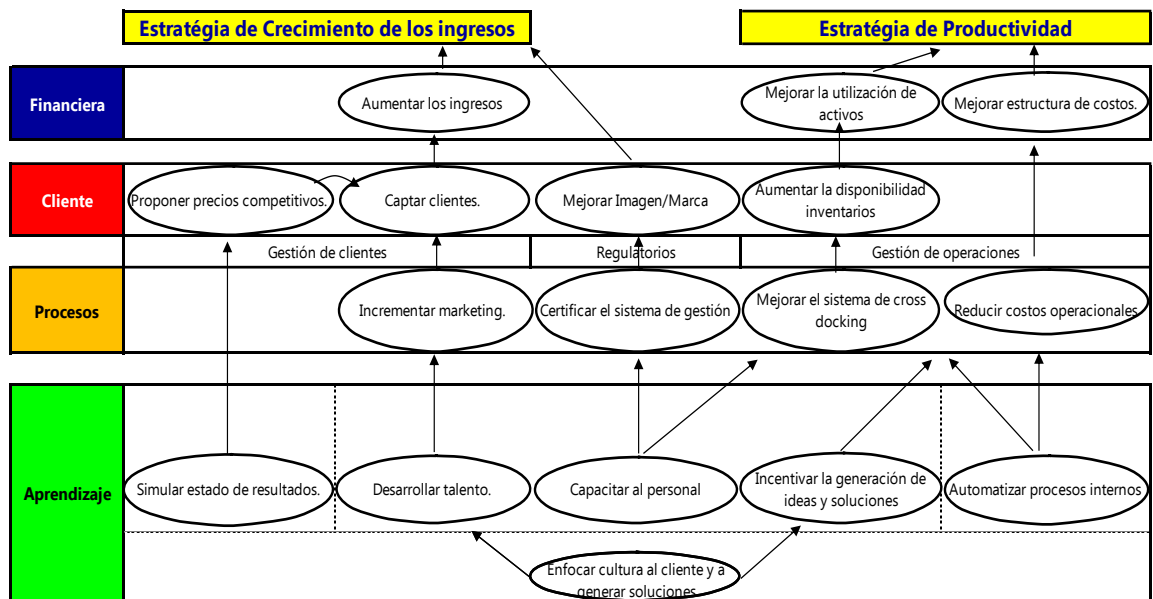 Estratégia de Crecimiento de los ingresos
Estratégia de Productividad
Financiera
Aumentar los ingresos
Mejorar la utilización de
activos
Mejorar estructura de costos.
Cliente
Proponer precios competitivos.
Captar clientes.
Mejorar Imagen/Marca
Aumentar la disponibilidad
inventarios
Gestión de clientes
Regulatorios
Gestión de operaciones
Procesos
Incrementar marketing.
Certificar el sistema de gestión
Mejorar el sistema de cross
docking
Reducir costos operacionales
Aprendizaje
Simular estado de resultados.
Desarrollar talento.
Capacitar al personal
Incentivar la generación de
ideas y soluciones
Automatizar procesos internos
Enfocar cultura al cliente y a
generar soluciones